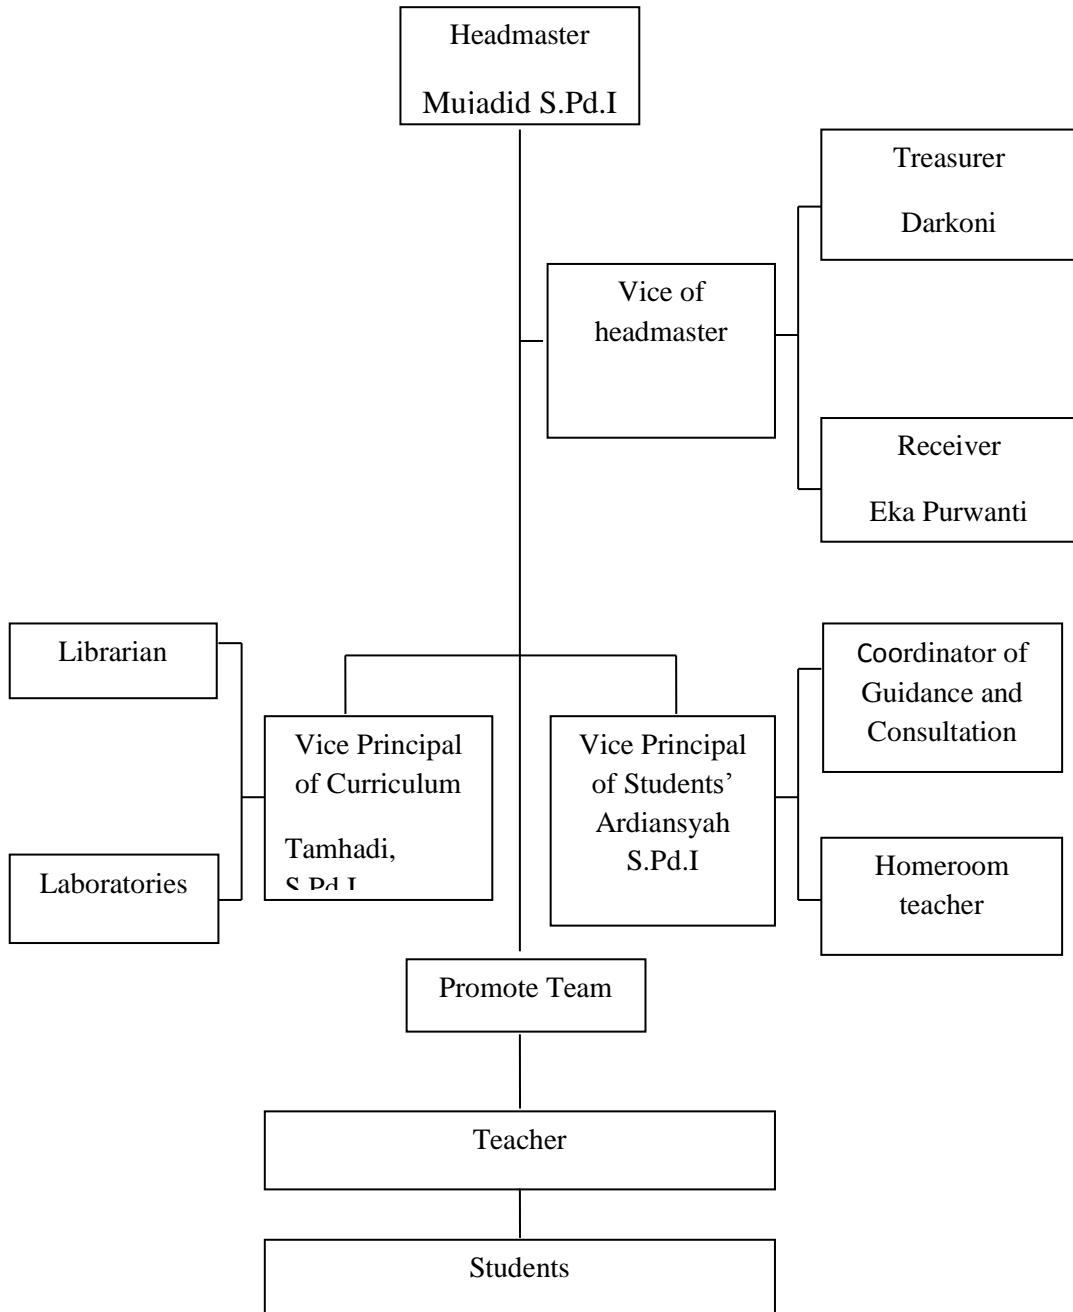 Headmaster
Mujadid S.Pd.I
Treasurer
Darkoni
Vice of
headmaster
Receiver
Eka Purwanti
Librarian
Laboratories
Vice Principal
of Curriculum
Tamhadi,
S.Pd.I
Vice Principal
of Students’
Ardiansyah
S.Pd.I
Coordinator of
Guidance and
Consultation
Homeroom
teacher
Promote Team
Teacher
Students